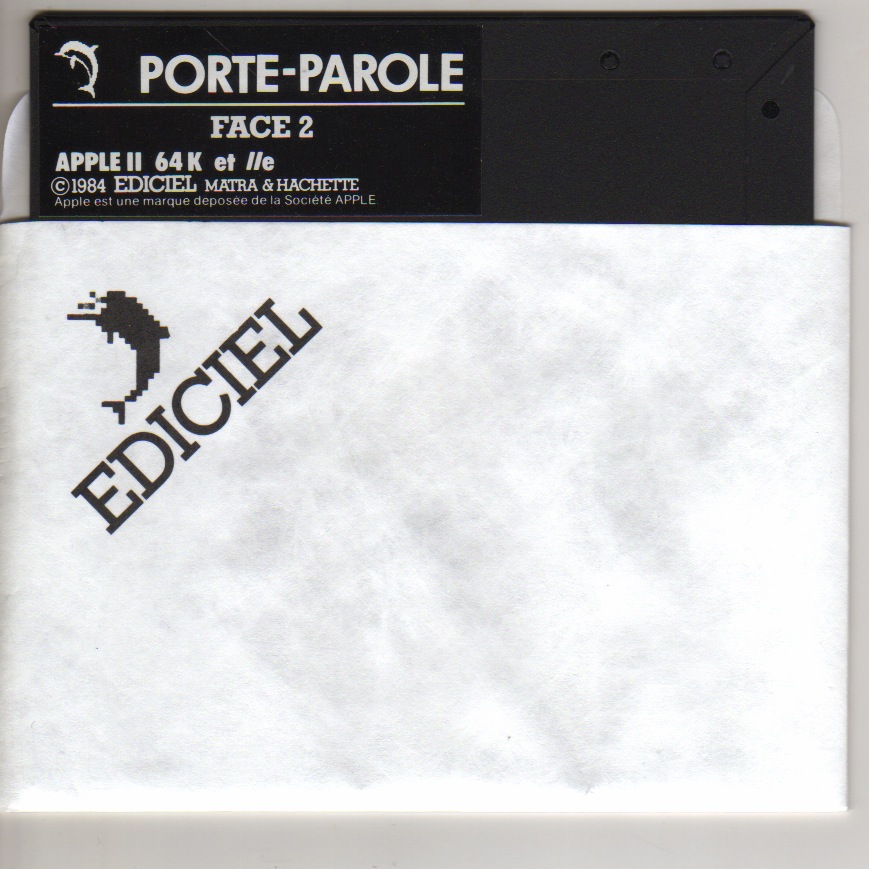 PORTE-PAROLE
FACE 2
APPLE II 64K et //e
©1984 EDICIEL MATRA & HACHETTE
Apple est une marque deposée de la Société APPLE
EDICIEL